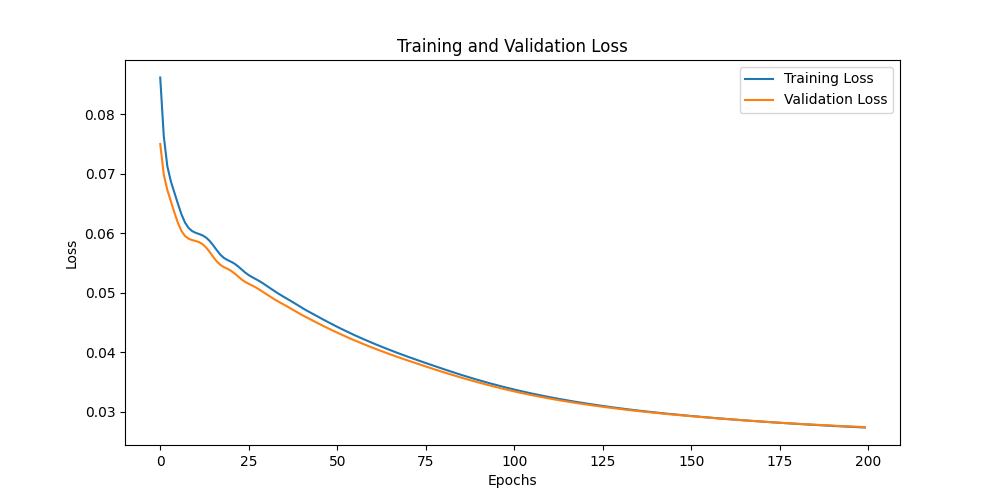 Training and Validation Loss
Training Loss
Validation Loss
Loss
0.08
0.07
0.06
0.05
0.04
0.03
0 25 50 75 100 125 150 175 200
Epochs